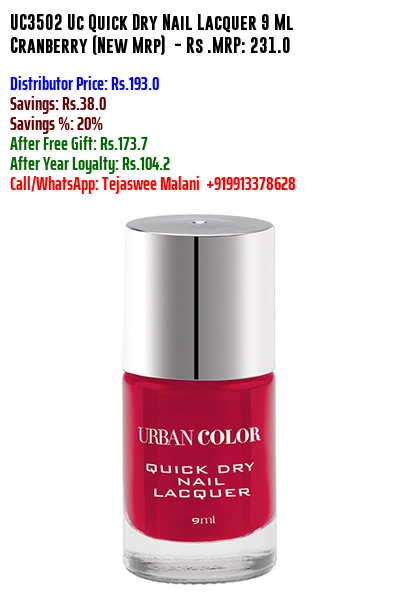 UC3502 Uc Quick Dry Nail Lacquer 9 Ml
Cranberry (New Mrp) - Rs .MRP: 231.0
Distributor Price: Rs.193.0
Savings: Rs.38.0
Savings %: 20%
After Free Gift: Rs.173.7
After Year Loyalty: Rs.104.2
Call/WhatsApp: Tejaswee Malani +919913378628
URBAN COLOR
QUICK DRY
NAIL
LACQUER
9ml